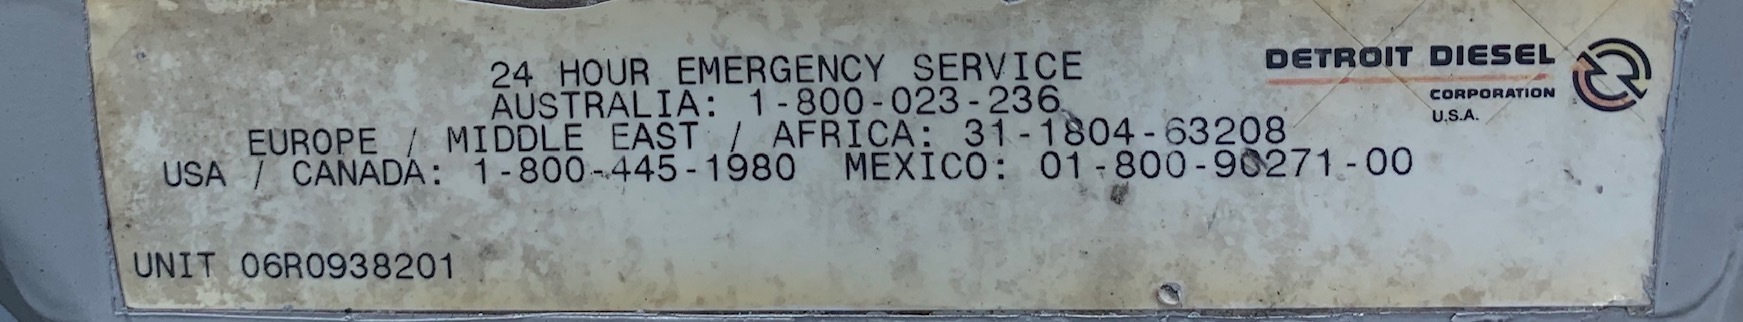 DETROIT DIESEL
CORPORATION
U.S.A.
24 HOUR EMERGENCY SERVICE
AUSTRALIA: 1-800-023-236
EUROPE / MIDDLE EAST / AFRICA: 31-1804-63208
USA / CANADA: 1-800-445-1980 MEXICO: 01-800-90271-00
UNIT 06R0938201